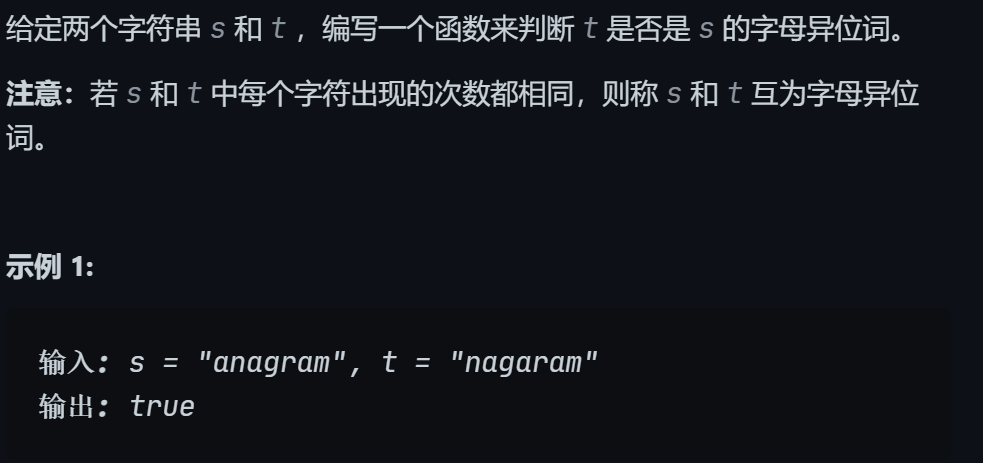 给定两个字符串 s 和 t ，编写一个函数来判断 t 是否是 s 的字母异位词。
注意：若 s 和 t 中每个字符出现的次数都相同，则称 s 和 t 互为字母异位
词。
示例 1:
输入: s = "anagram", t = "nagaram"
输出: true